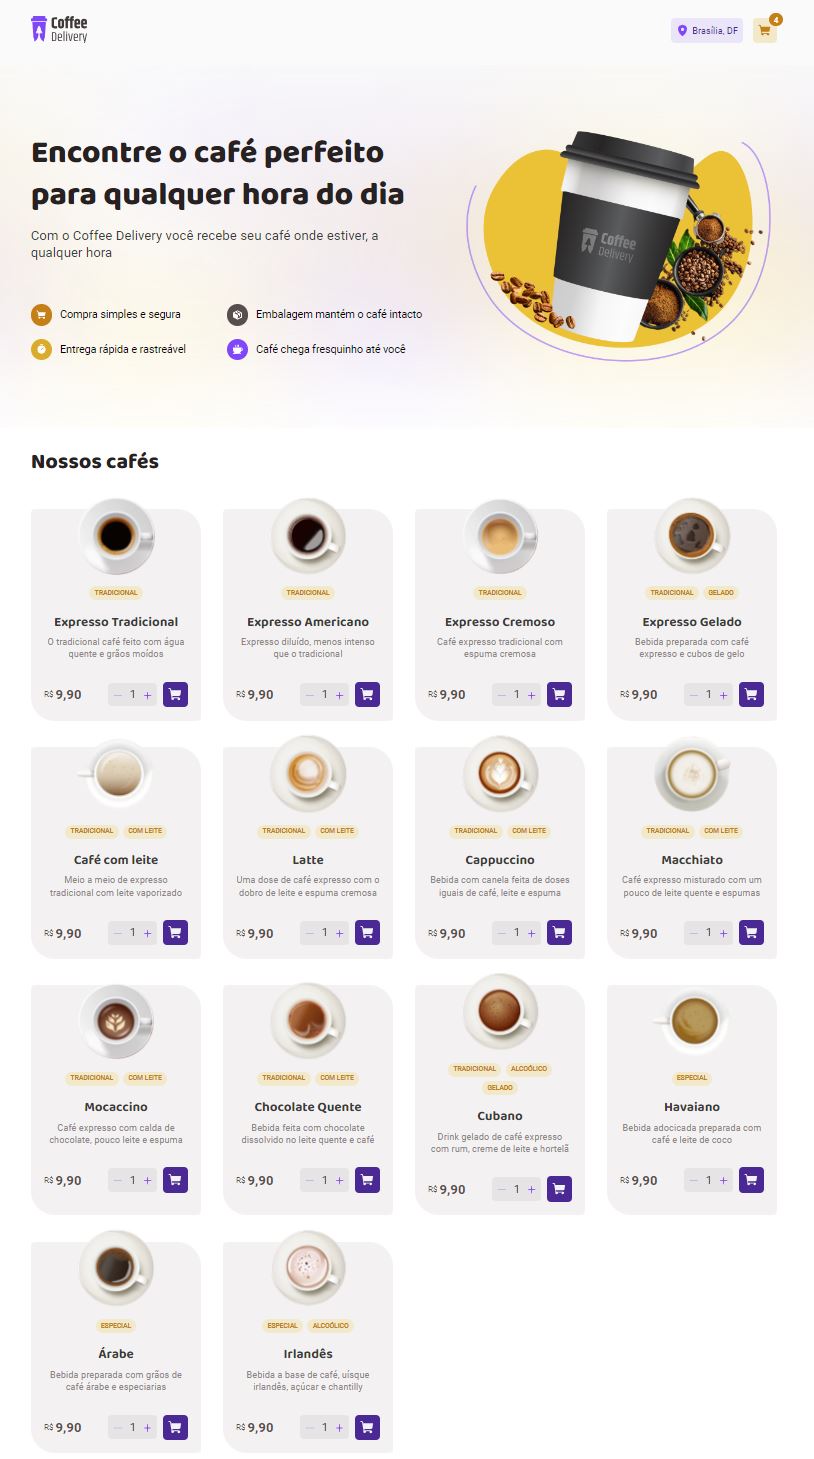 Coffee
Delivery
Brasília, DF
4
Encontre o café perfeito
para qualquer hora do dia
Com o Coffee Delivery você recebe seu café onde estiver, a
qualquer hora
Compra simples e segura
Embalagem mantém o café intacto
Entrega rápida e rastreável
Café chega fresquinho até você
Coffee
Delivery
Nossos cafés
TRADICIONAL
Expresso Tradicional
O tradicional café feito com água
quente e grãos moídos
R$ 9,90
1
TRADICIONAL
Expresso Americano
Expresso diluído, menos intenso
que o tradicional
R$ 9,90
1
TRADICIONAL
Expresso Cremoso
Café expresso tradicional com
espuma cremosa
R$ 9,90
1
TRADICIONAL GELADO
Expresso Gelado
Bebida preparada com café
expresso e cubos de gelo
R$ 9,90
1
TRADICIONAL COM LEITE
Café com leite
Meio a meio de expresso
tradicional com leite vaporizado
R$ 9,90
1
TRADICIONAL COM LEITE
Latte
Uma dose de café expresso com o
dobro de leite e espuma cremosa
R$ 9,90
1
TRADICIONAL COM LEITE
Cappuccino
Bebida com canela feita de doses
iguais de café, leite e espuma
R$ 9,90
1
TRADICIONAL COM LEITE
Macchiato
Café expresso misturado com um
pouco de leite quente e espumas
R$ 9,90
1
TRADICIONAL COM LEITE
Mocaccino
Café expresso com calda de
chocolate, pouco leite e espuma
R$ 9,90
1
TRADICIONAL COM LEITE
Chocolate Quente
Bebida feita com chocolate
dissolvido no leite quente e café
R$ 9,90
1
TRADICIONAL ALCOÓLICO
GELADO
Cubano
Drink gelado de café expresso
com rum, creme de leite e hortelã
R$ 9,90
1
ESPECIAL
Havaiano
Bebida adocicada preparada com
café e leite de coco
R$ 9,90
1
ESPECIAL
Árabe
Bebida preparada com grãos de
café árabe e especiarias
R$ 9,90
1
ESPECIAL ALCOÓLICO
Irlandês
Bebida a base de café, uísque
irlandês, açúcar e chantilly
R$ 9,90
1